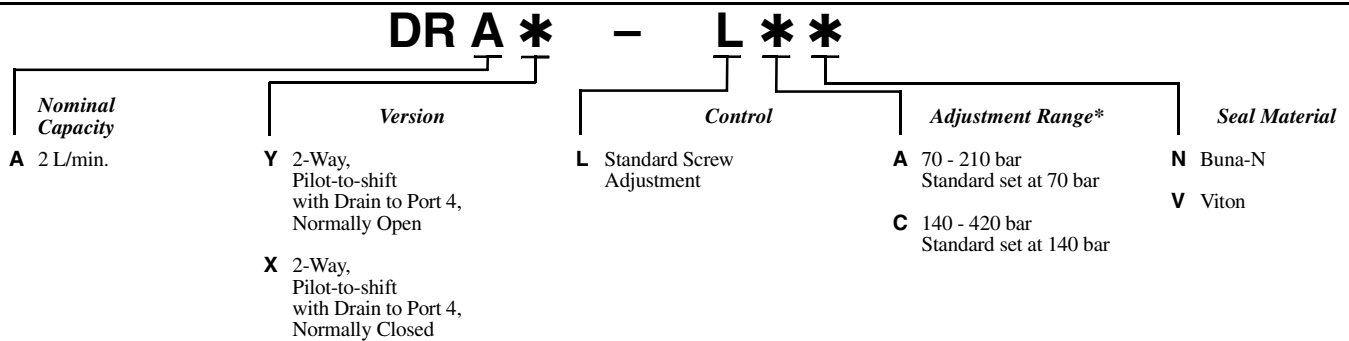 DR A ✱ – L ✱ ✱
Nominal
Capacity
A 2 L/min.
Version
Y 2-Way,
Pilot-to-shift
with Drain to Port 4,
Normally Open
X 2-Way,
Pilot-to-shift
with Drain to Port 4,
Normally Closed
Control
L Standard Screw
Adjustment
Adjustment Range*
A 70 - 210 bar
Standard set at 70 bar
C 140 - 420 bar
Standard set at 140 bar
Seal Material
N Buna-N
V Viton